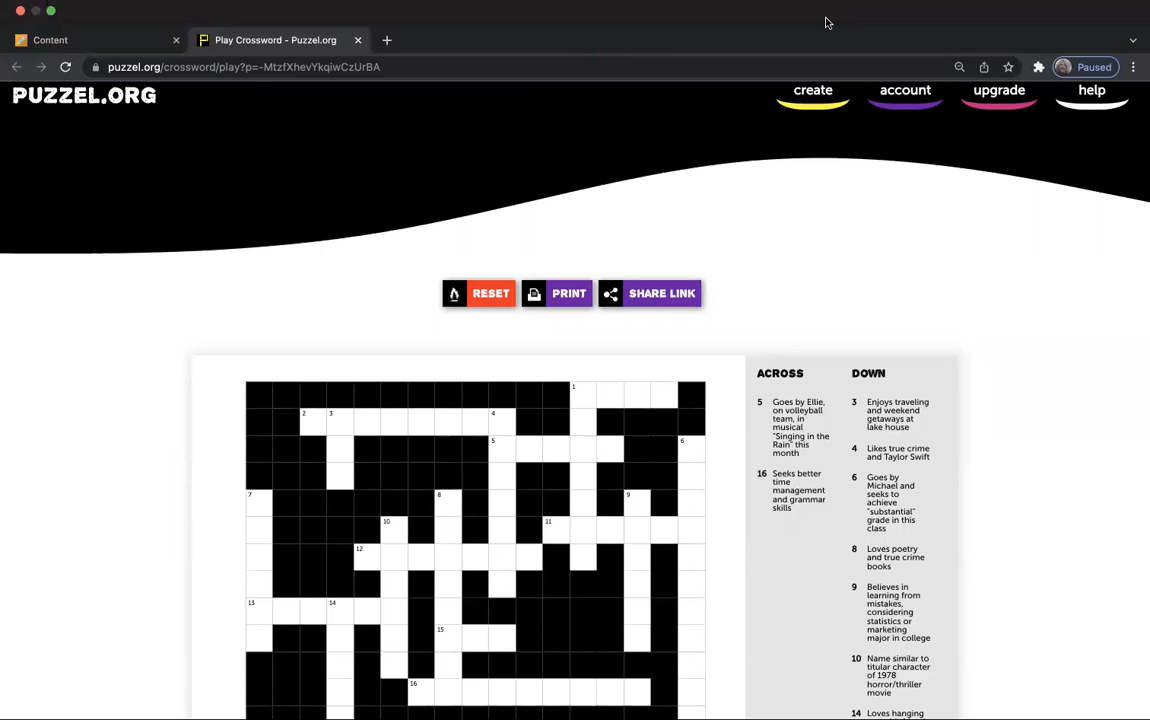 Content
Play Crossword - Puzzel.org
puzzel.org/crossword/play?p=-MtzfXhevYkqiwCzUrBA
Paused
PUZZEL.ORG
create
account
upgrade
help
RESET
PRINT
SHARE LINK
1
2
3
4
5
6
7
8
9
10
11
12
13
14
15
16
ACROSS
5 Goes by Ellie,
on volleyball
team, in
musical
"Singing in the
Rain" this
month
16 Seeks better
time
management
and grammar
skills
DOWN
3 Enjoys traveling
and weekend
getaways at
lake house
4 Likes true crime
and Taylor Swift
6 Goes by
Michael and
seeks to
achieve
"substantial"
grade in this
class
8 Loves poetry
and true crime
books
9 Believes in
learning from
mistakes,
considering
statistics or
marketing
major in college
10 Name similar to
titular character
of 1978
horror/thriller
movie
14 Loves hanging